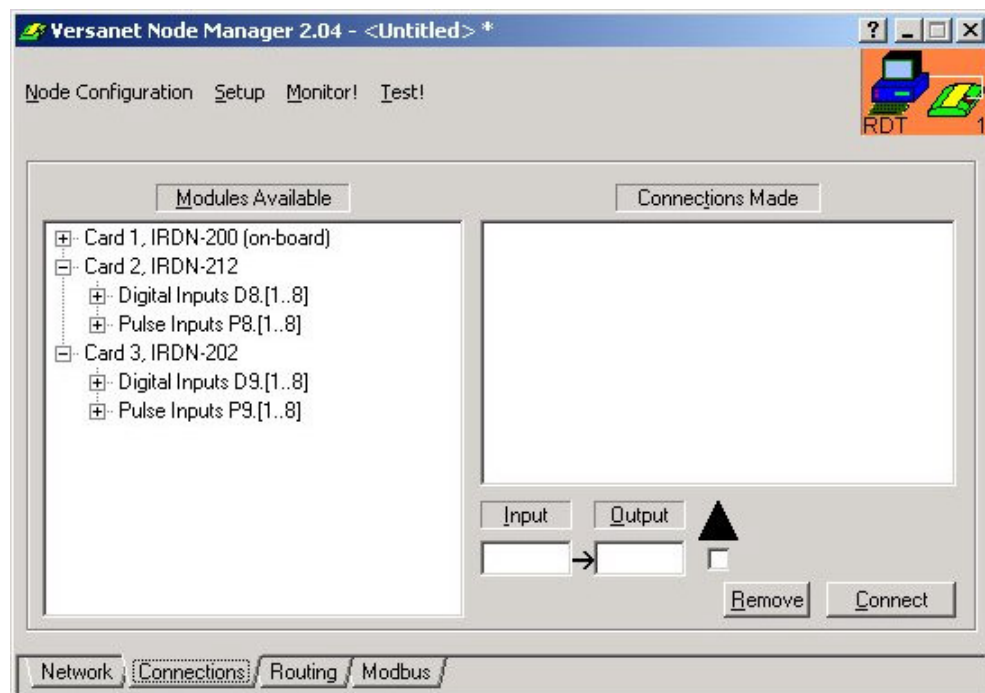 Versanet Node Manager 2.04 - <Untitled> *
Node Configuration Setup Monitor! Test!
RDT 1
Modules Available
Card 1, IRDN-200 (on-board)
Card 2, IRDN-212
Digital Inputs D8.[1..8]
Pulse Inputs P8.[1..8]
Card 3, IRDN-202
Digital Inputs D9.[1..8]
Pulse Inputs P9.[1..8]
Connections Made
Input Output
Remove Connect
Network Connections Routing Modbus